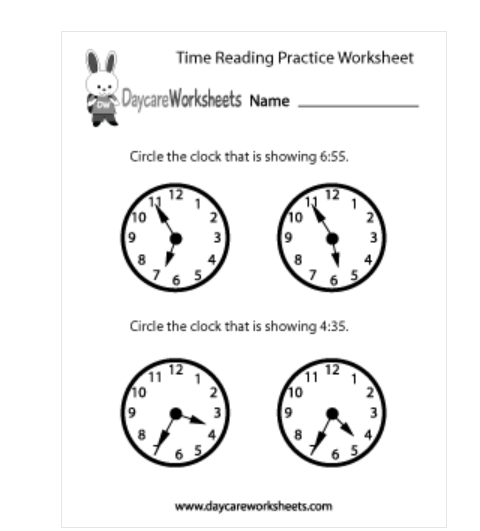 Time Reading Practice Worksheet
DW
DaycareWorksheets Name
Circle the clock that is showing 6:55.
12 1 2 3 4 5 6 7 8 9 10 11
12 1 2 3 4 5 6 7 8 9 10 11
Circle the clock that is showing 4:35.
12 1 2 3 4 5 6 7 8 9 10 11
12 1 2 3 4 5 6 7 8 9 10 11
www.daycareworksheets.com